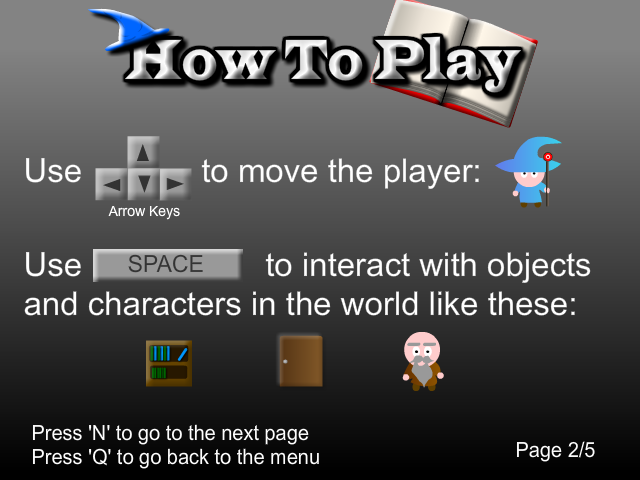 How To Play
Use to move the player:
Arrow Keys
Use SPACE to interact with objects
and characters in the world like these:
Press 'N' to go to the next page
Press 'Q' to go back to the menu
Page 2/5